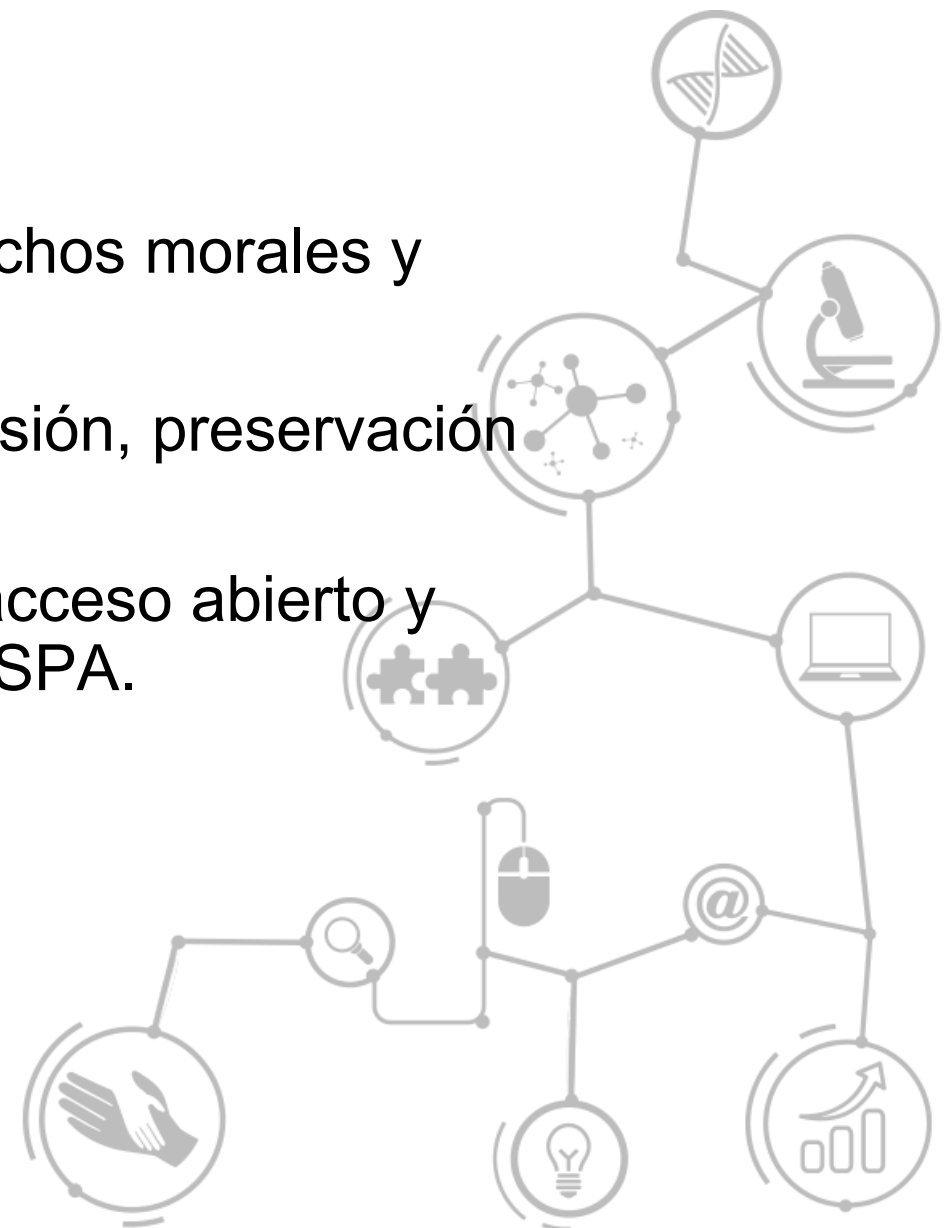 chos morales y
sión, preservación
acceso abierto y
SPA.
@